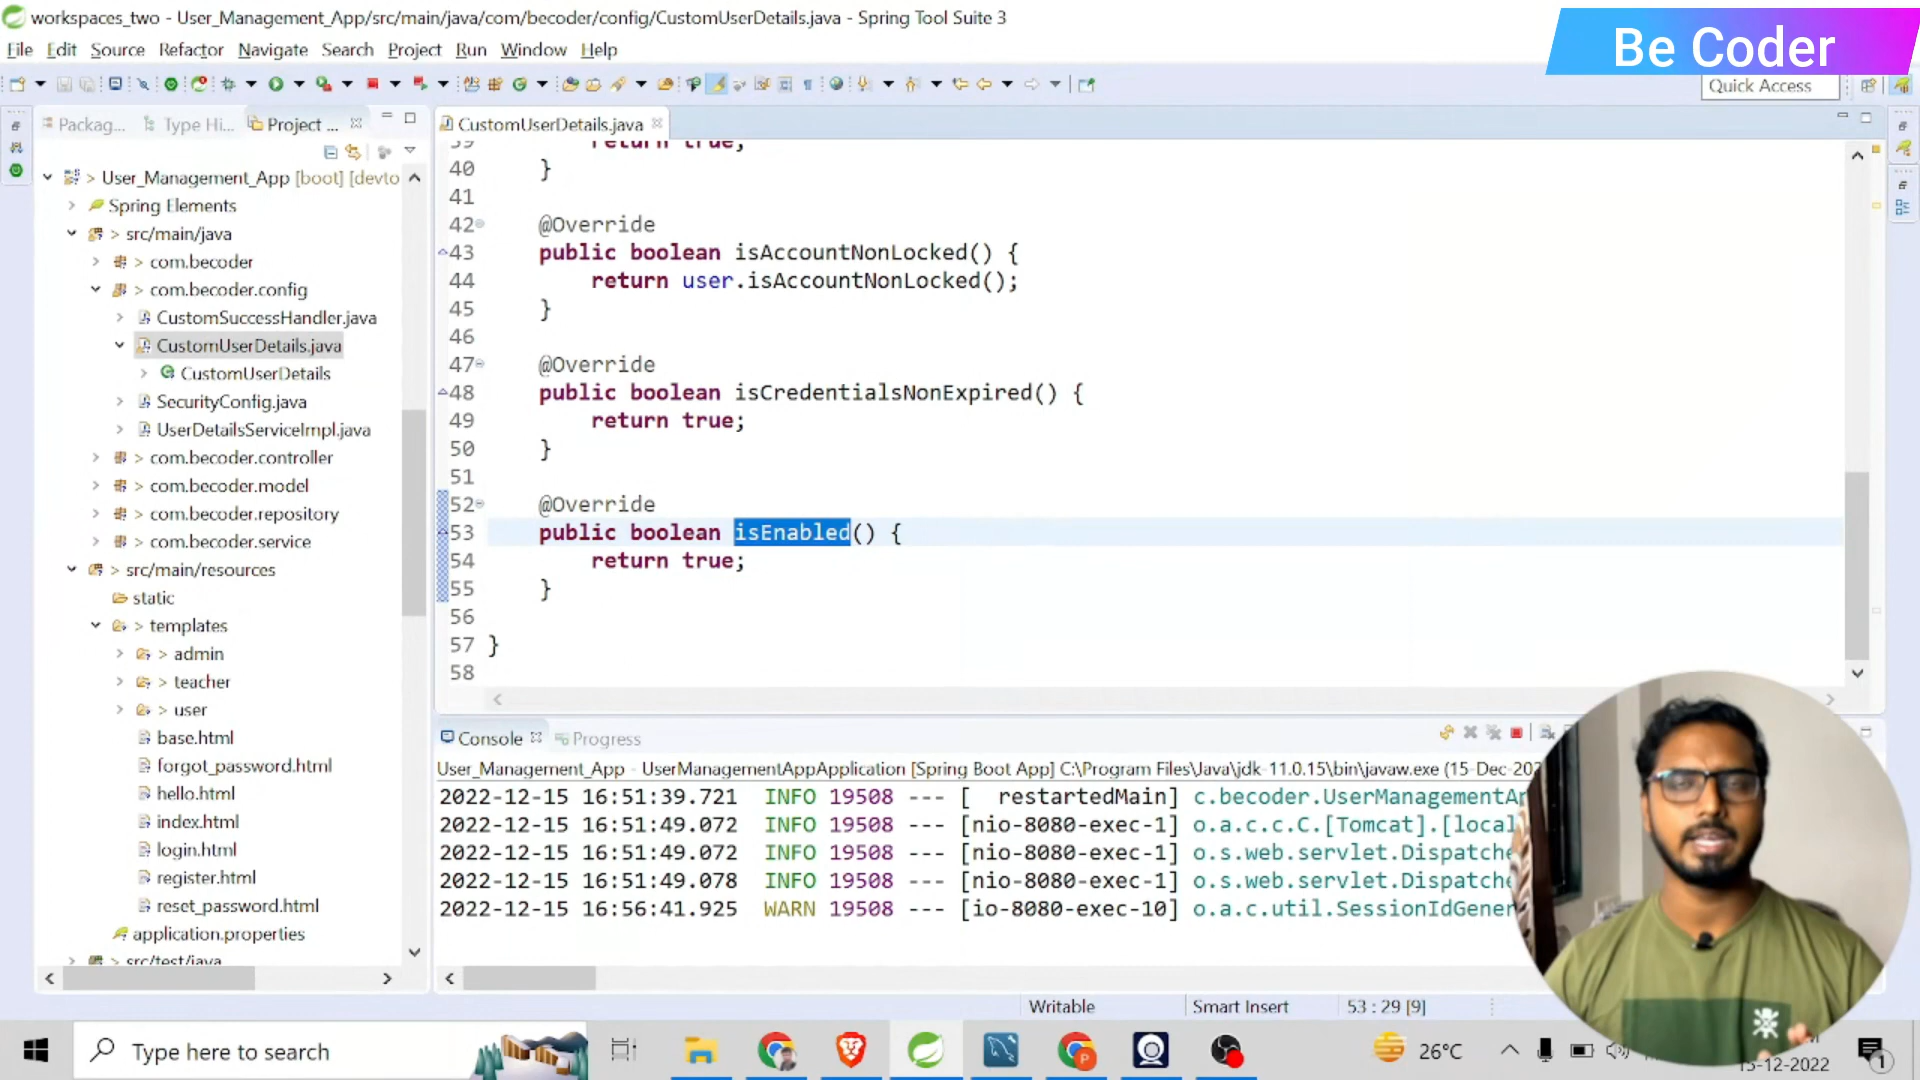 workspaces_two - User_Management_App/src/main/java/com/becoder/config/CustomUserDetails.java - Spring Tool Suite 3
Be Coder
File Edit Source Refactor Navigate Search Project Run Window Help
Quick Access
Packag...
Type Hi...
Project ...
CustomUserDetails.java
User_Management_App [boot] [devto
Spring Elements
> src/main/java
> com.becoder
> com.becoder.config
CustomSuccessHandler.java
CustomUserDetails.java
CustomUserDetails
SecurityConfig.java
UserDetailsServiceImpl.java
> com.becoder.controller
> com.becoder.model
> com.becoder.repository
> com.becoder.service
> src/main/resources
static
> templates
> admin
> teacher
> user
base.html
forgot_password.html
hello.html
index.html
login.html
register.html
reset_password.html
application.properties
src/test/java
39 return true;
40 }
41
42 @Override
43 public boolean isAccountNonLocked() {
44 return user.isAccountNonLocked();
45 }
46
47 @Override
48 public boolean isCredentialsNonExpired() {
49 return true;
50 }
51
52 @Override
53 public boolean isEnabled() {
54 return true;
55 }
56
57 }
58
Console Progress
User_Management_App - UserManagementAppApplication [Spring Boot App] C:\Program Files\Java\jdk-11.0.15\bin\javaw.exe (15-Dec-202
2022-12-15 16:51:39.721 INFO 19508 --- [ restartedMain] c.becoder.UserManagementAp
2022-12-15 16:51:49.072 INFO 19508 --- [nio-8080-exec-1] o.a.c.c.C.[Tomcat].[local
2022-12-15 16:51:49.072 INFO 19508 --- [nio-8080-exec-1] o.s.web.servlet.Dispatche
2022-12-15 16:51:49.078 INFO 19508 --- [nio-8080-exec-1] o.s.web.servlet.Dispatche
2022-12-15 16:56:41.925 WARN 19508 --- [io-8080-exec-10] o.a.c.util.SessionIdGener
Writable Smart Insert 53 : 29 [9]
Type here to search
26°C
15-12-2022
1